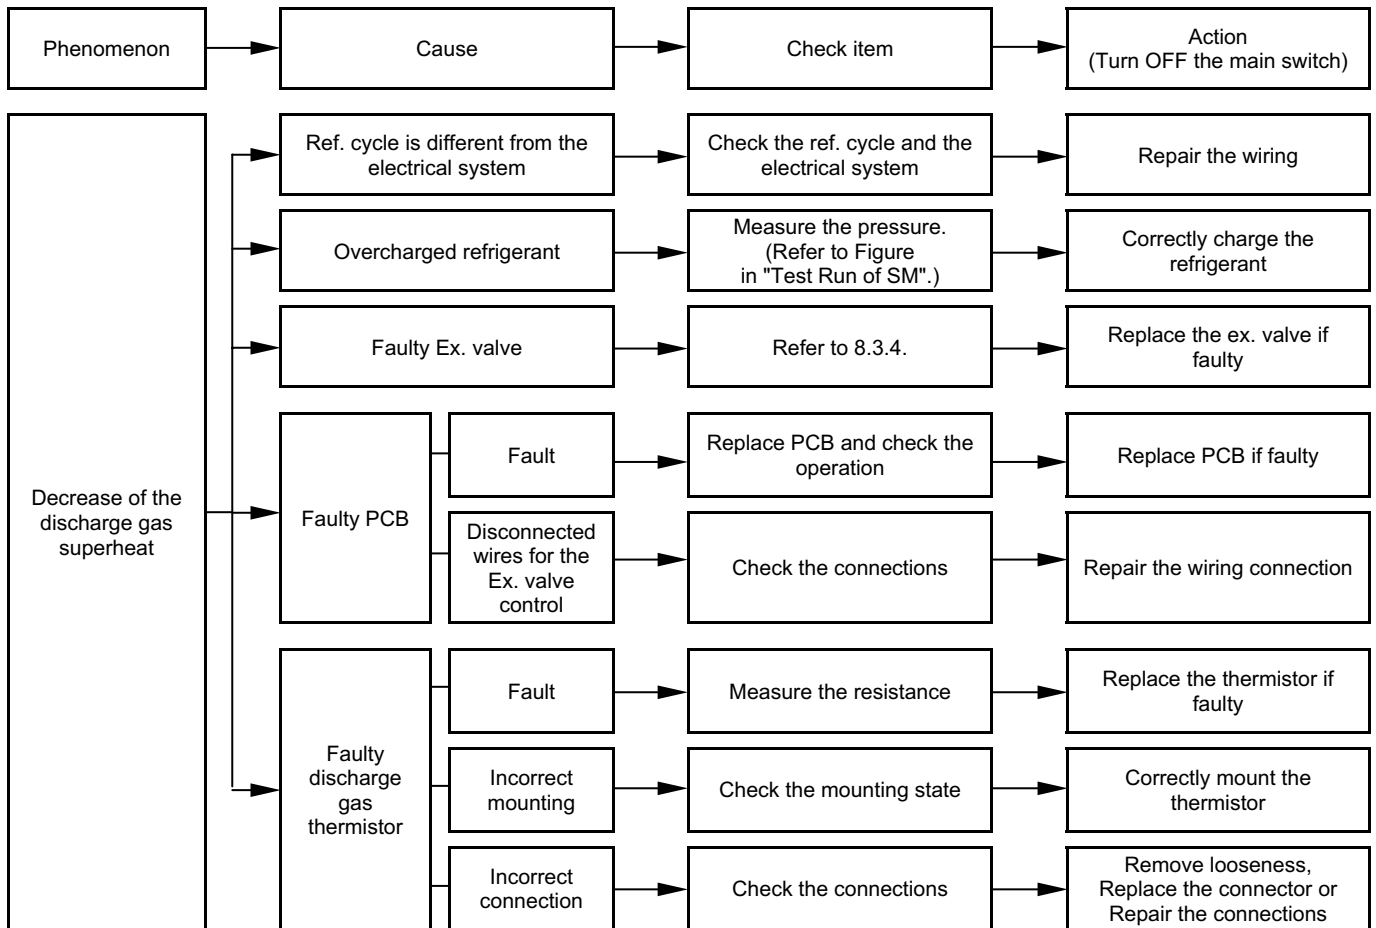 Phenomenon
Cause
Check item
Action
(Turn OFF the main switch)
Decrease of the
discharge gas
superheat
Ref. cycle is different from the
electrical system
Check the ref. cycle and the
electrical system
Repair the wiring
Overcharged refrigerant
Measure the pressure.
(Refer to Figure
in "Test Run of SM".)
Correctly charge the
refrigerant
Faulty Ex. valve
Refer to 8.3.4.
Replace the ex. valve if
faulty
Faulty PCB
Fault
Replace PCB and check the
operation
Replace PCB if faulty
Disconnected
wires for the
Ex. valve
control
Check the connections
Repair the wiring connection
Faulty
discharge
gas
thermistor
Fault
Measure the resistance
Replace the thermistor if
faulty
Incorrect
mounting
Check the mounting state
Correctly mount the
thermistor
Incorrect
connection
Check the connections
Remove looseness,
Replace the connector or
Repair the connections